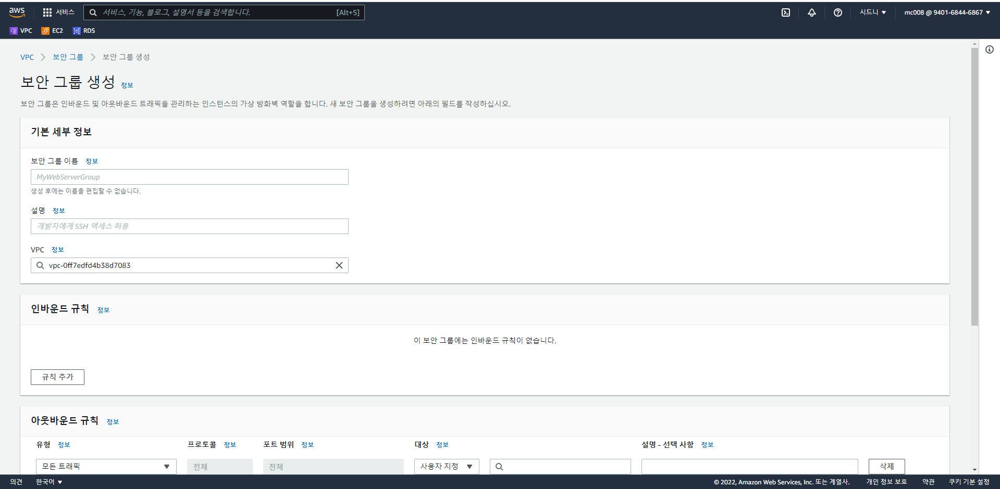 aws 서비스 서비스, 기능, 블로그, 설명서 등을 검색합니다. [Alt+S] 시드니 ▼ mc008 @ 9401-6844-6867 ▼
VPC EC2 RDS
VPC > 보안 그룹 > 보안 그룹 생성
보안 그룹 생성 정보
보안 그룹은 인바운드 및 아웃바운드 트래픽을 관리하는 인스턴스의 가상 방화벽 역할을 합니다. 새 보안 그룹을 생성하려면 아래의 필드를 작성하십시오.
기본 세부 정보
보안 그룹 이름 정보
MyWebServerGroup
생성 후에는 이름을 편집할 수 없습니다.
설명 정보
개발자에게 SSH 액세스 허용
VPC 정보
vpc-0ff7edfd4b38d7083
인바운드 규칙 정보
이 보안 그룹에는 인바운드 규칙이 없습니다.
규칙 추가
아웃바운드 규칙 정보
유형 정보 프로토콜 정보 포트 범위 정보 대상 정보 설명 - 선택 사항 정보
모든 트래픽 ▼ 전체 전체 사용자 지정 ▼ 삭제
의견 한국어 ▼ © 2022, Amazon Web Services, Inc. 또는 계열사. 개인 정보 보호 약관 쿠키 기본 설정